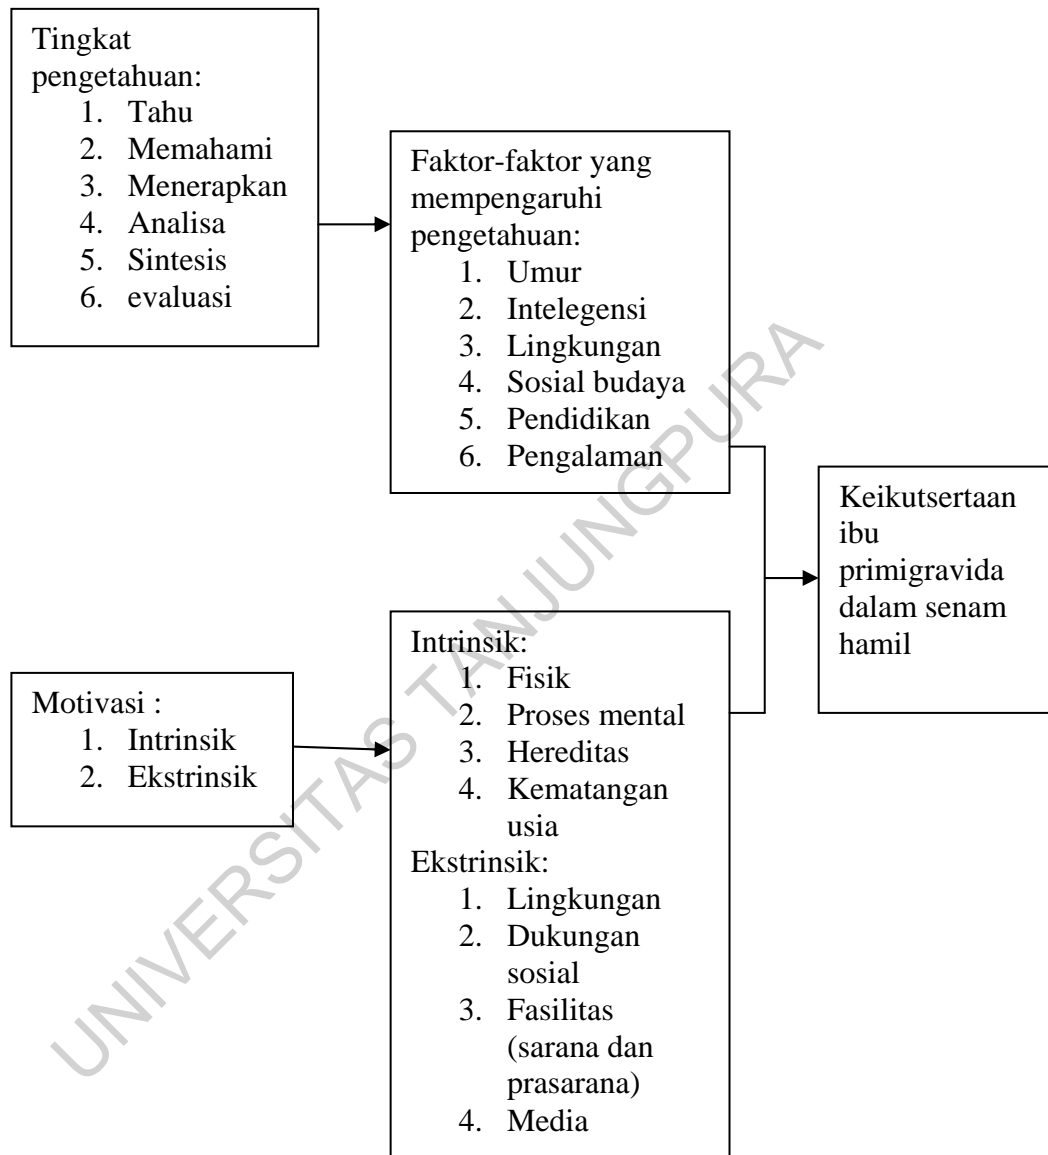 Tingkat
pengetahuan:
1. Tahu
2. Memahami
3. Menerapkan
4. Analisa
5. Sintesis
6. evaluasi
Faktor-faktor yang
mempengaruhi
pengetahuan:
1. Umur
2. Intelegensi
3. Lingkungan
4. Sosial budaya
5. Pendidikan
6. Pengalaman
Keikutsertaan
ibu
primigravida
dalam senam
hamil
Motivasi :
1. Intrinsik
2. Ekstrinsik
Intrinsik:
1. Fisik
2. Proses mental
3. Hereditas
4. Kematangan
usia
Ekstrinsik:
1. Lingkungan
2. Dukungan
sosial
3. Fasilitas
(sarana dan
prasarana)
4. Media
UNIVERSITAS TANJUNGPURA